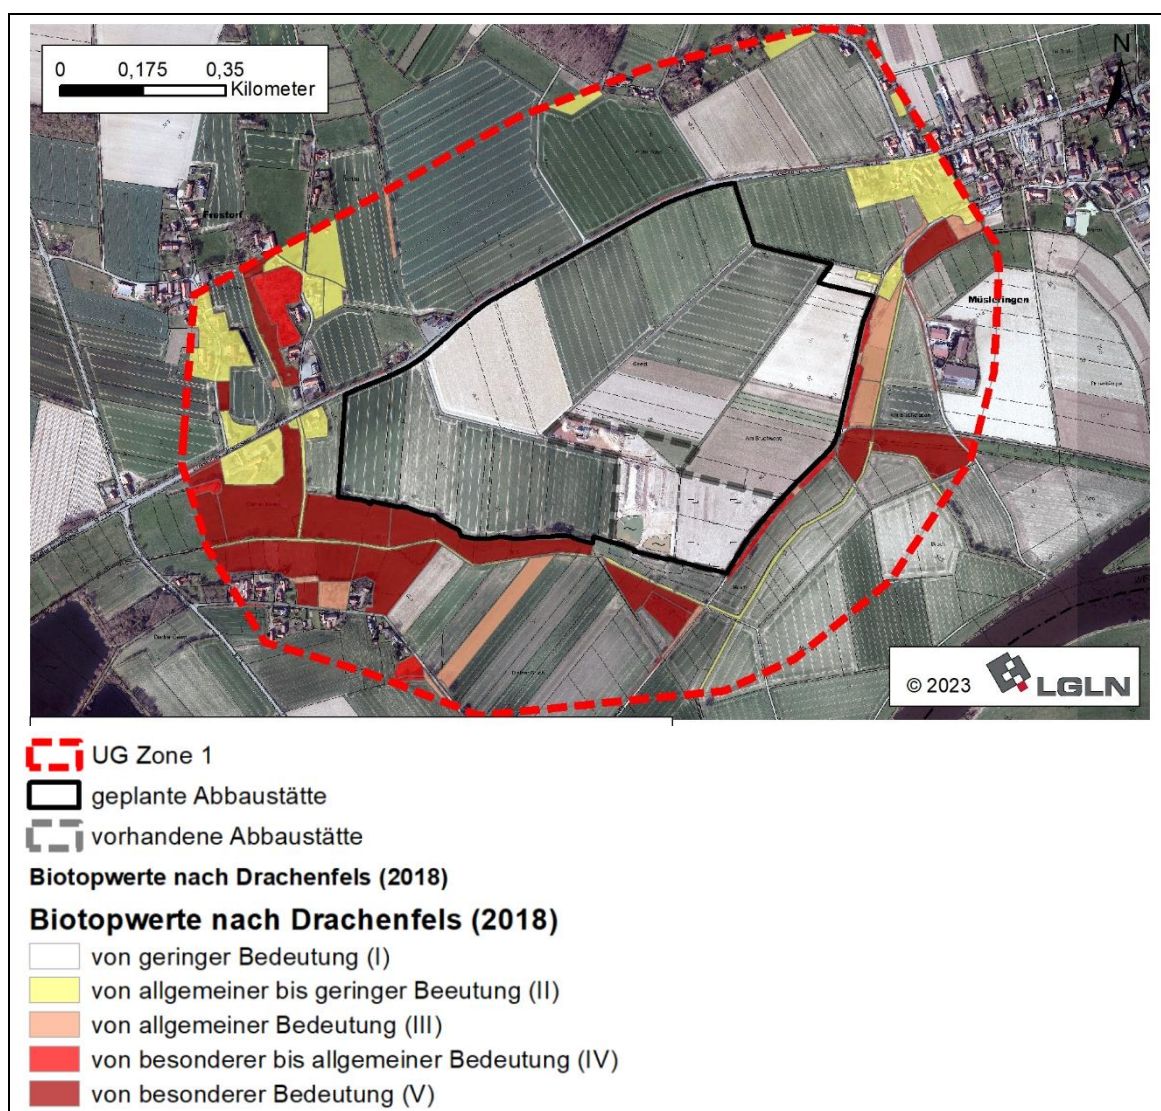 N
0 0,175 0,35
Kilometer
Frestorf
Müsleringen
© 2023 LGLN
UG Zone 1
geplante Abbaustätte
vorhandene Abbaustätte
Biotopwerte nach Drachenfels (2018)
Biotopwerte nach Drachenfels (2018)
von geringer Bedeutung (I)
von allgemeiner bis geringer Beeutung (II)
von allgemeiner Bedeutung (III)
von besonderer bis allgemeiner Bedeutung (IV)
von besonderer Bedeutung (V)